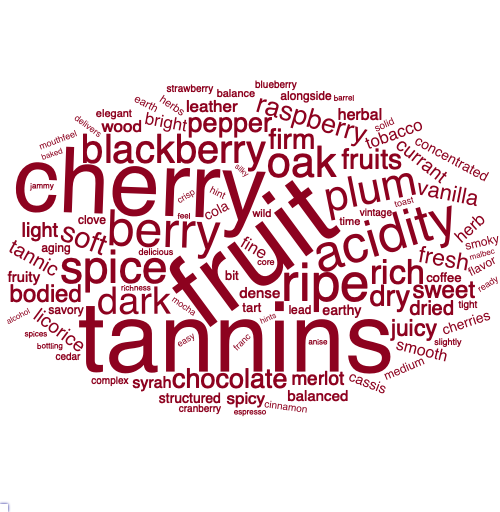 blueberry
strawberry
balance
alongside
barrel
earth
herbs
leather
raspberry
elegant
delivers
wood
bright
pepper
firm
herbal
solid
tobacco
mouthfeel
baked
blackberry
oak
fruits
currant
concentrated
cherry
silky
jammy
crisp
hint
plum
vanilla
toast
clove
cola
wild
fruit
time
vintage
light
soft
berry
feel
acidity
herb
tannic
aging
delicious
fine
core
fresh
smoky
malbec
flavor
fruity
spice
bit
ripe
rich
coffee
ready
bodied
richness
dark
mocha
dense
dry
sweet
alcohol
savory
tart
lead
earthy
dried
tight
licorice
tannins
hints
juicy
cherries
spices
bottling
easy
franc
anise
smooth
slightly
cedar
medium
complex
syrah
chocolate
merlot
cassis
structured
spicy
balanced
cranberry
espresso
cinnamon